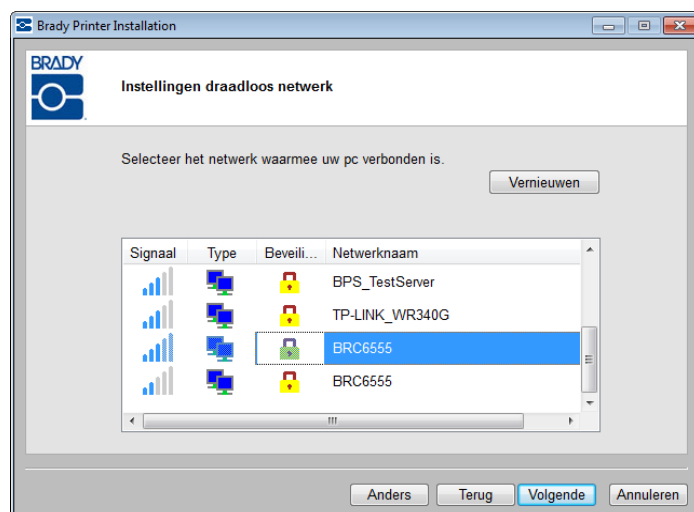 Brady Printer Installation
BRADY
Instellingen draadloos netwerk
Selecteer het netwerk waarmee uw pc verbonden is.
Vernieuwen
Signaal Type Beveili... Netwerknaam
BPS_TestServer
TP-LINK_WR340G
BRC6555
BRC6555
Anders Terug Volgende Annuleren